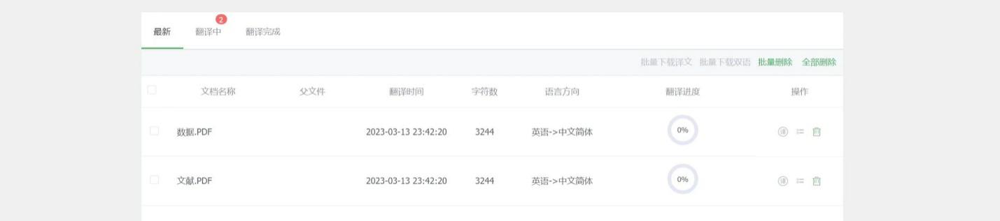 2
最新 翻译中 翻译完成
批量下载译文 批量下载双语 批量删除 全部删除
文档名称 父文件 翻译时间 字符数 语言方向 翻译进度 操作
数据.PDF 2023-03-13 23:42:20 3244 英语->中文简体 0% 译
文献.PDF 2023-03-13 23:42:20 3244 英语->中文简体 0% 译